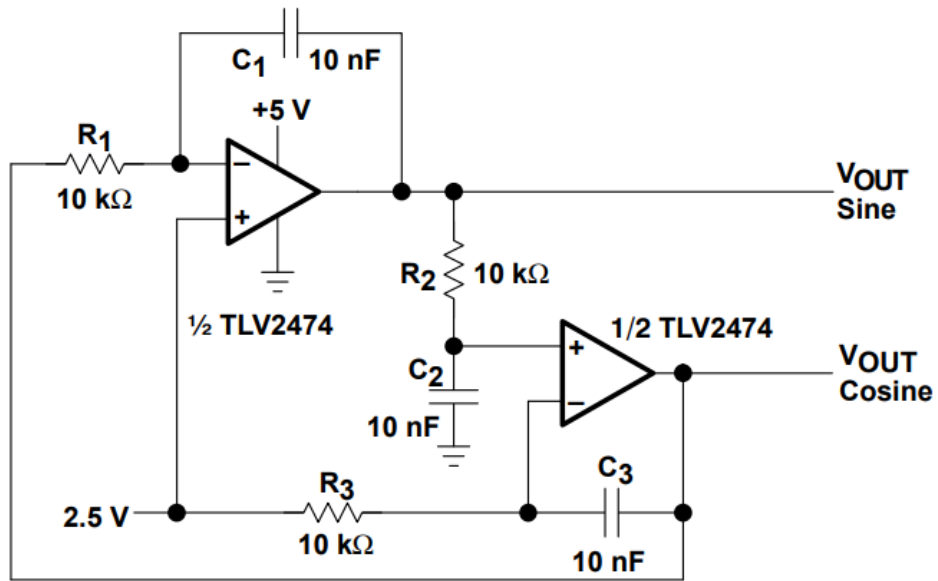 C1 10 nF
+5 V
R1
10 kΩ
−
+
VOUT
Sine
R2 10 kΩ
½ TLV2474
1/2 TLV2474
+
−
C2
10 nF
VOUT
Cosine
C3
R3
2.5 V
10 kΩ
10 nF